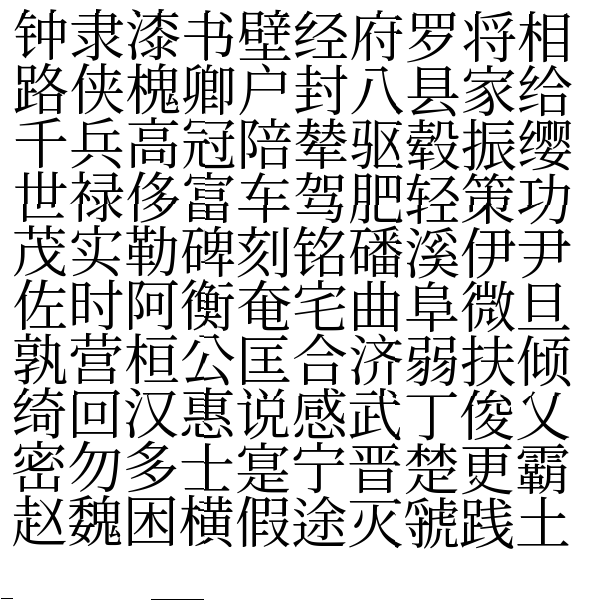 钟隶漆书壁经府罗将相
路侠槐卿户封八县家给
千兵高冠陪辇驱毂振缨
世禄侈富车驾肥轻策功
茂实勒碑刻铭磻溪伊尹
佐时阿衡奄宅曲阜微旦
孰营桓公匡合济弱扶倾
绮回汉惠说感武丁俊乂
密勿多士寔宁晋楚更霸
赵魏困横假途灭虢践土